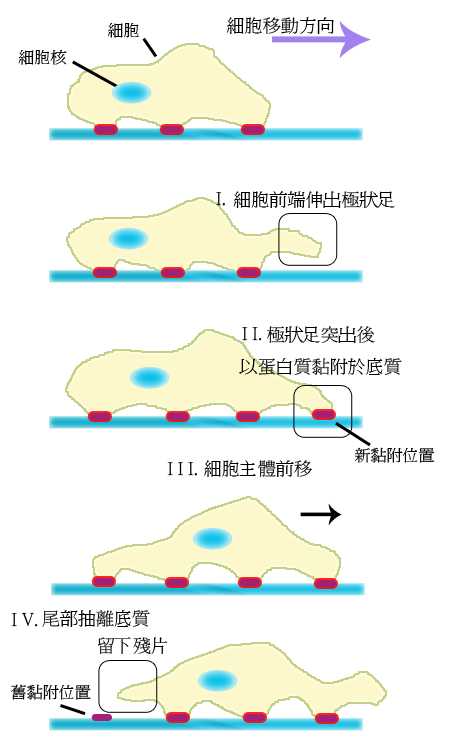 細胞移動方向
細胞
細胞核
I. 細胞前端伸出極狀足
II. 極狀足突出後
以蛋白質黏附於底質
新黏附位置
III. 細胞主體前移
IV. 尾部抽離底質
留下殘片
舊黏附位置